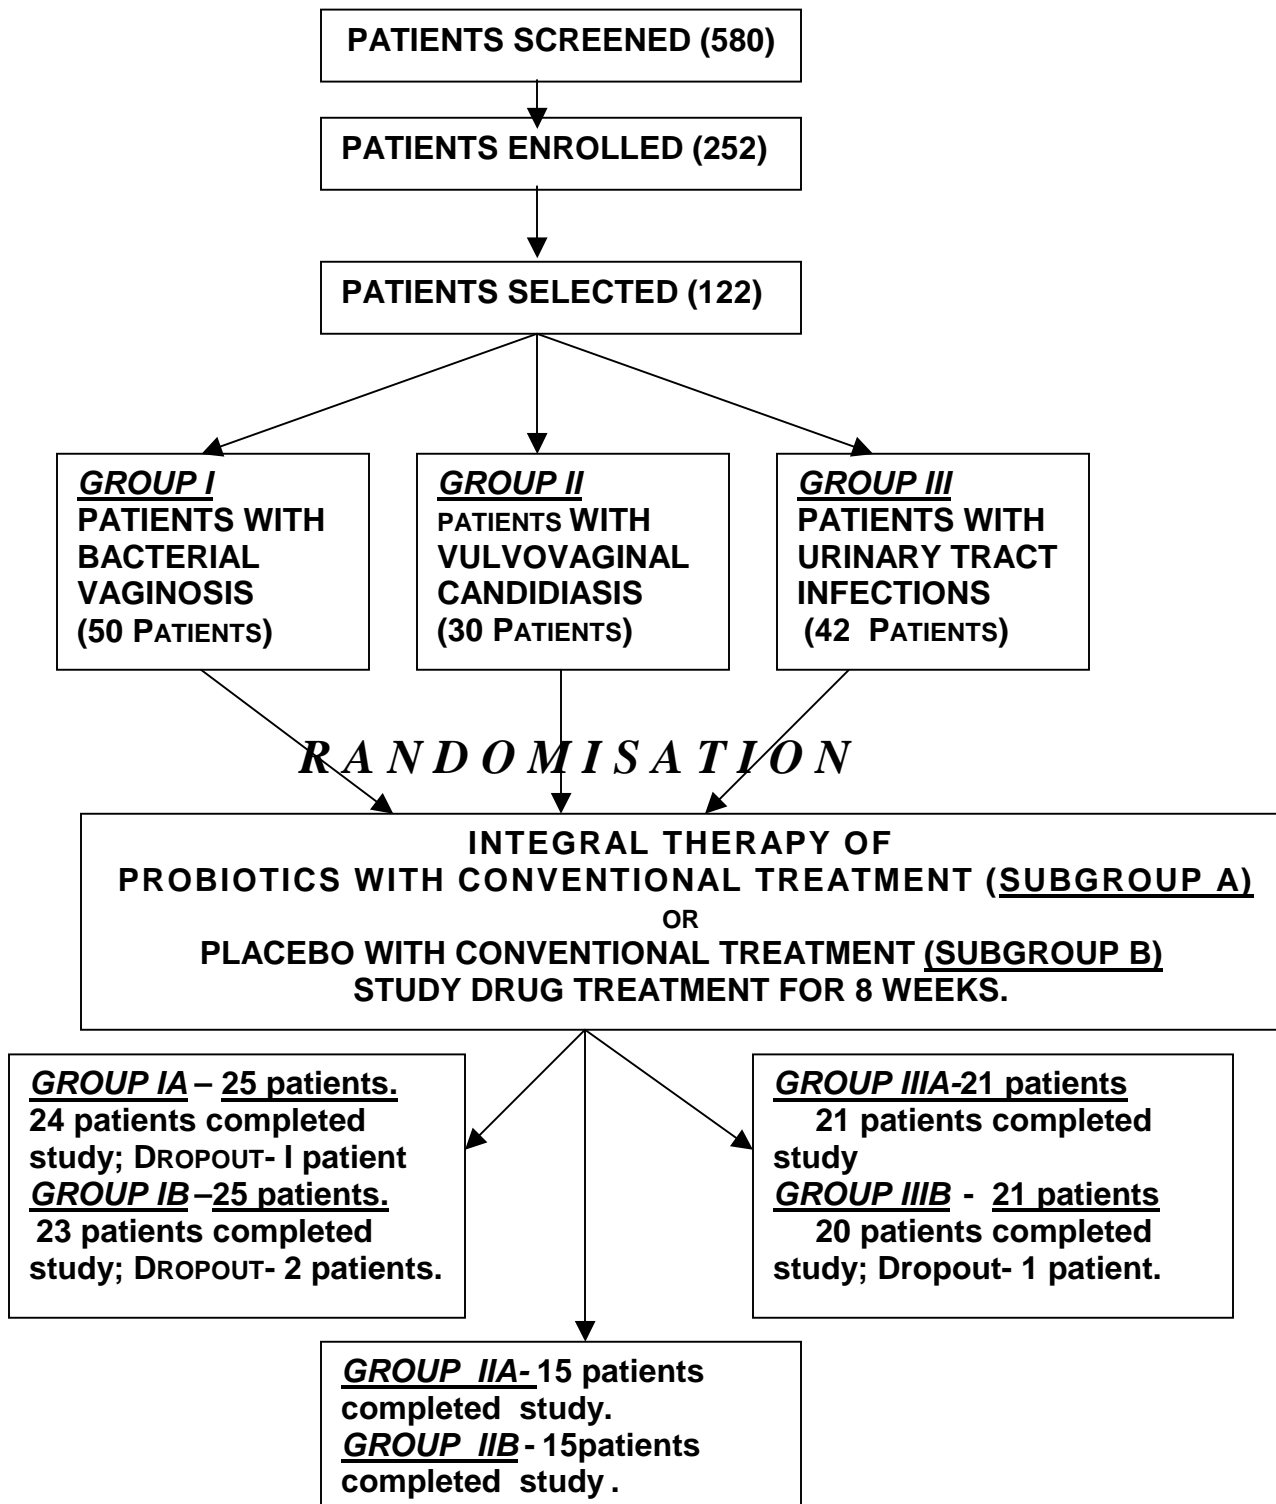 PATIENTS SCREENED (580)
PATIENTS ENROLLED (252)
PATIENTS SELECTED (122)
GROUP I
PATIENTS WITH
BACTERIAL
VAGINOSIS
(50 PATIENTS)
GROUP II
PATIENTS WITH
VULVOVAGINAL
CANDIDIASIS
(30 PATIENTS)
GROUP III
PATIENTS WITH
URINARY TRACT
INFECTIONS
(42 PATIENTS)
RANDOMISATION
INTEGRAL THERAPY OF
PROBIOTICS WITH CONVENTIONAL TREATMENT (SUBGROUP A)
OR
PLACEBO WITH CONVENTIONAL TREATMENT (SUBGROUP B)
STUDY DRUG TREATMENT FOR 8 WEEKS.
GROUP IA – 25 patients.
24 patients completed
study; DROPOUT- I patient
GROUP IB –25 patients.
23 patients completed
study; DROPOUT- 2 patients.
GROUP IIIA-21 patients
21 patients completed
study
GROUP IIIB - 21 patients
20 patients completed
study; Dropout- 1 patient.
GROUP IIA- 15 patients
completed study.
GROUP IIB - 15patients
completed study .